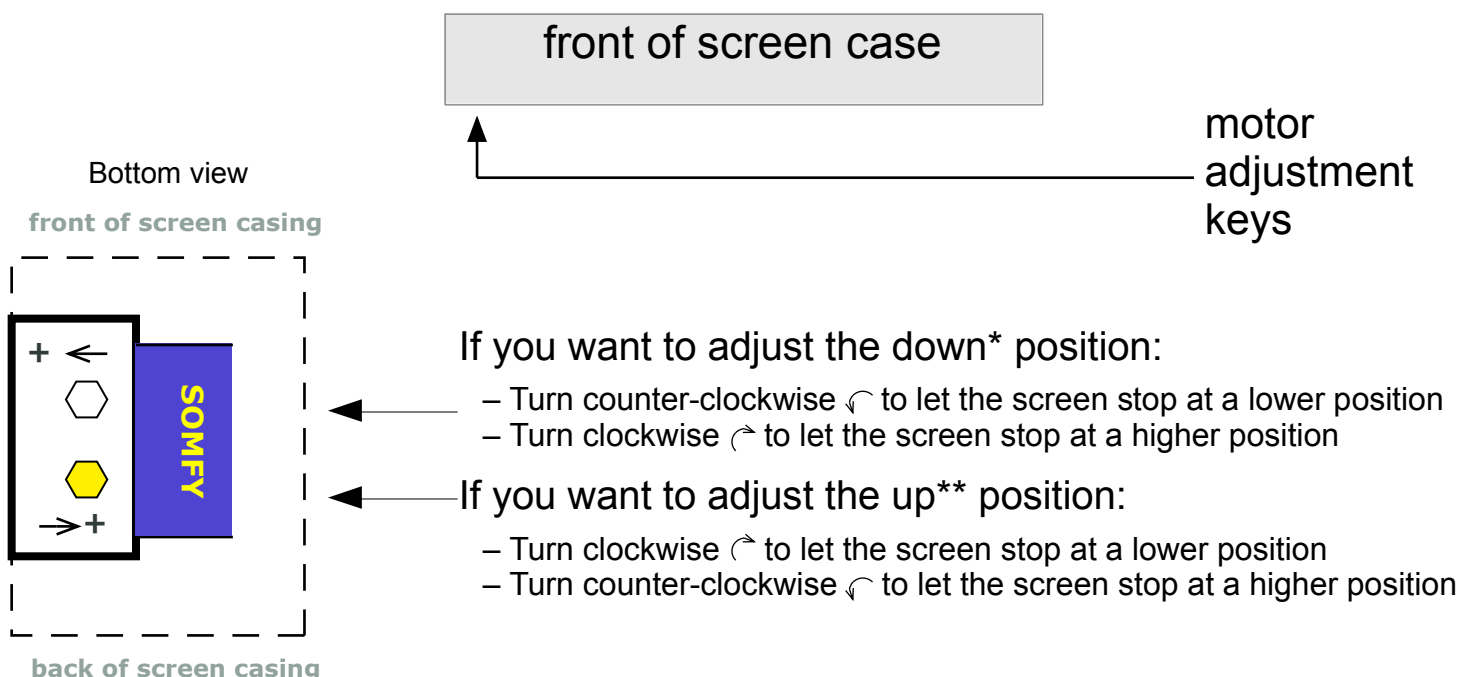 front of screen case
motor
adjustment
keys
Bottom view
front of screen casing
+
SOMFY
+
If you want to adjust the down* position:
– Turn counter-clockwise to let the screen stop at a lower position
– Turn clockwise to let the screen stop at a higher position
If you want to adjust the up** position:
– Turn clockwise to let the screen stop at a lower position
– Turn counter-clockwise to let the screen stop at a higher position
back of screen casing